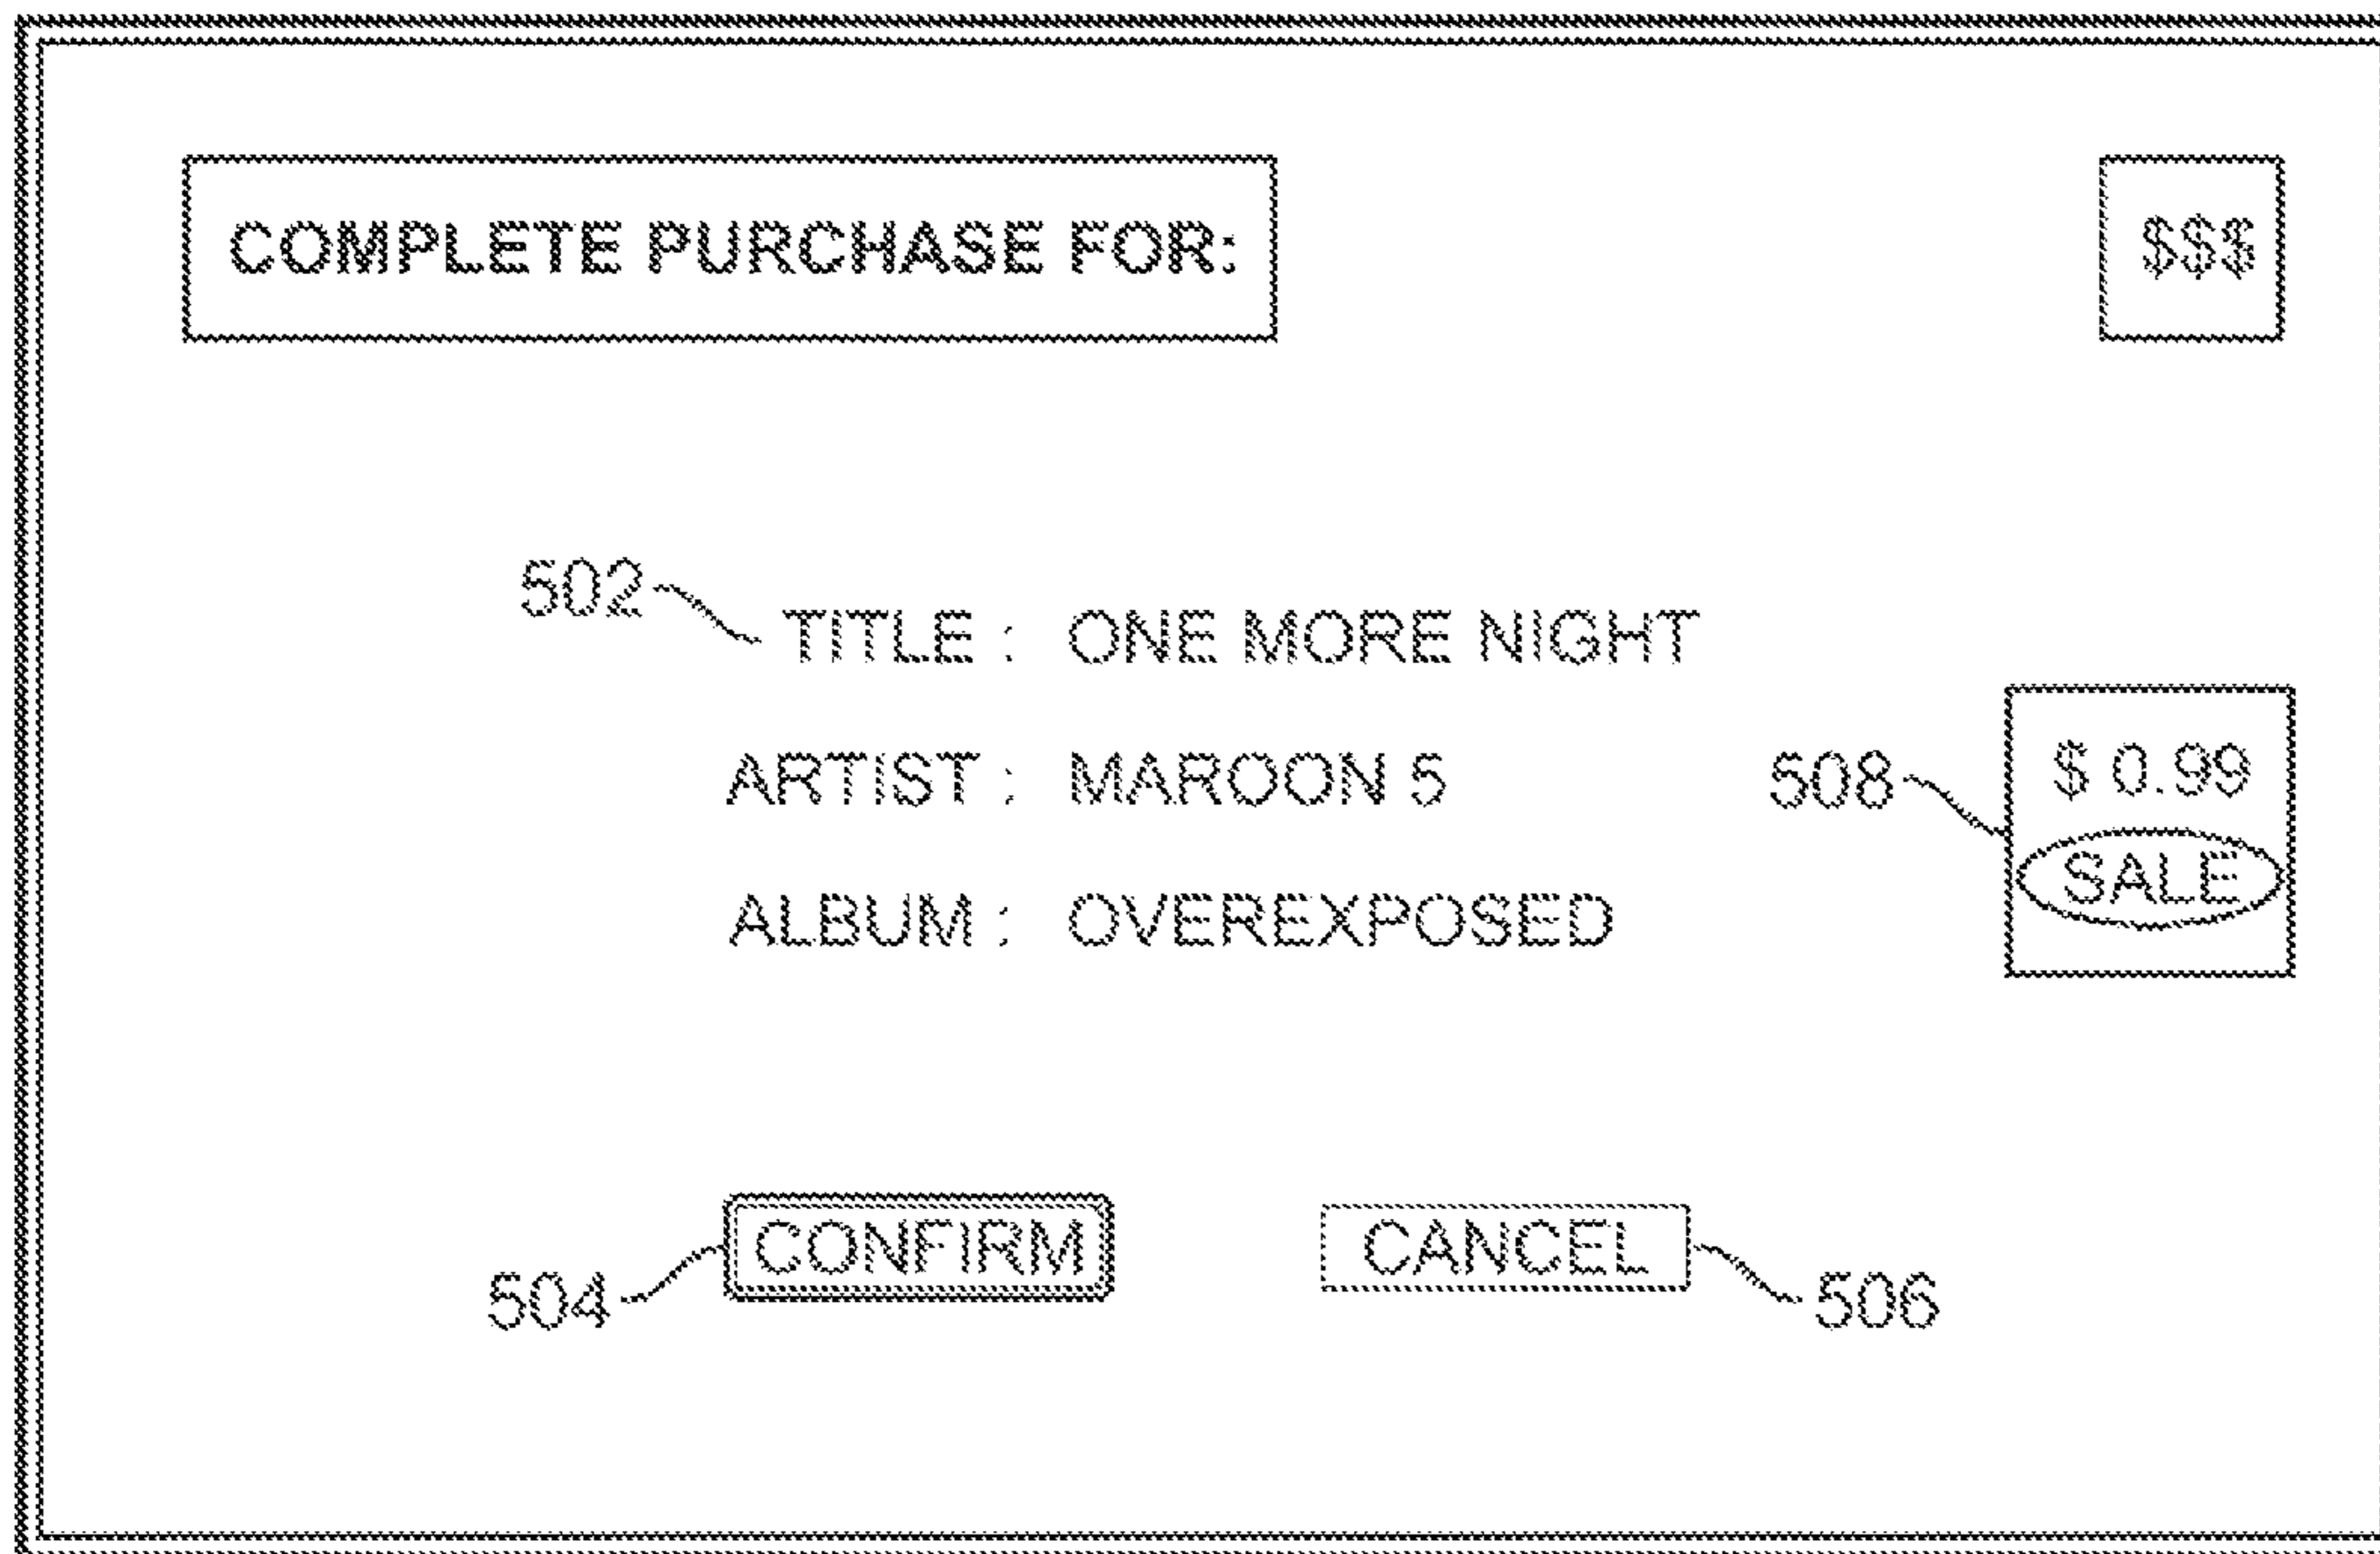 COMPLETE PURCHASE FOR:
$$$
502
TITLE : ONE MORE NIGHT
ARTIST : MAROON 5
ALBUM : OVEREXPOSED
508
$ 0.99
SALE
504
CONFIRM
CANCEL
506